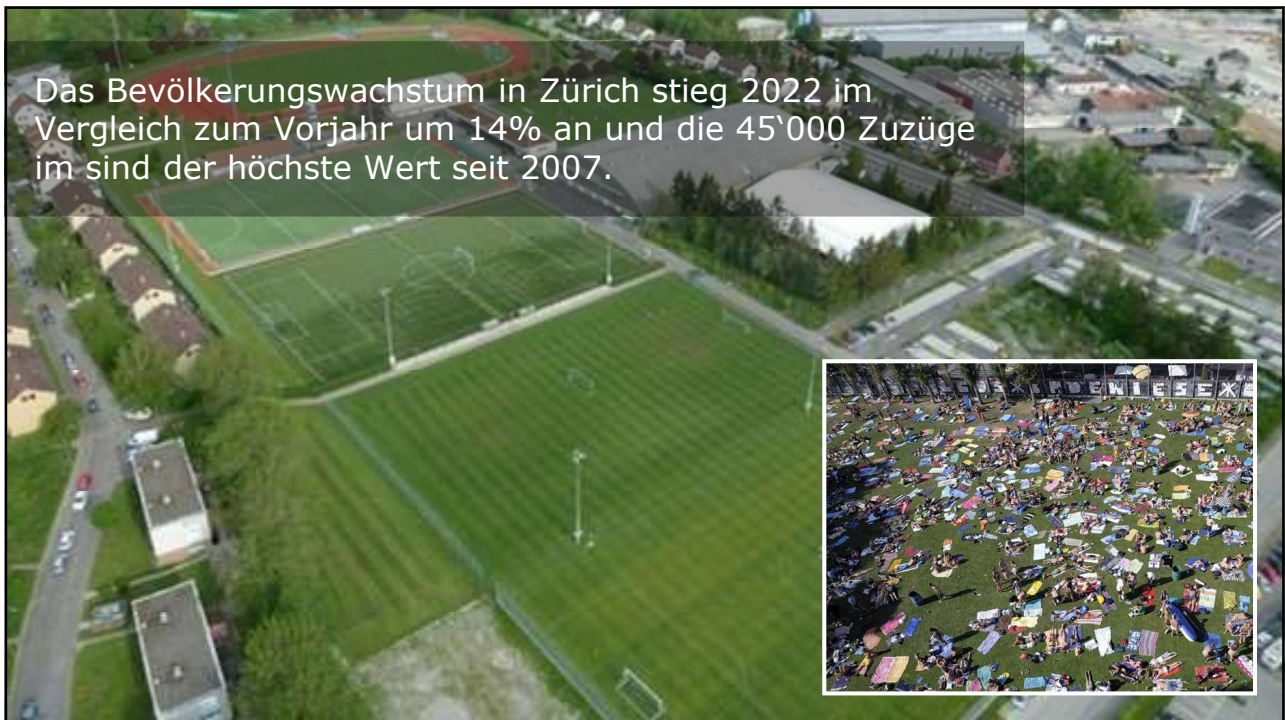 Das Bevölkerungswachstum in Zürich stieg 2022 im
Vergleich zum Vorjahr um 14% an und die 45‘000 Zuzüge
im sind der höchste Wert seit 2007.